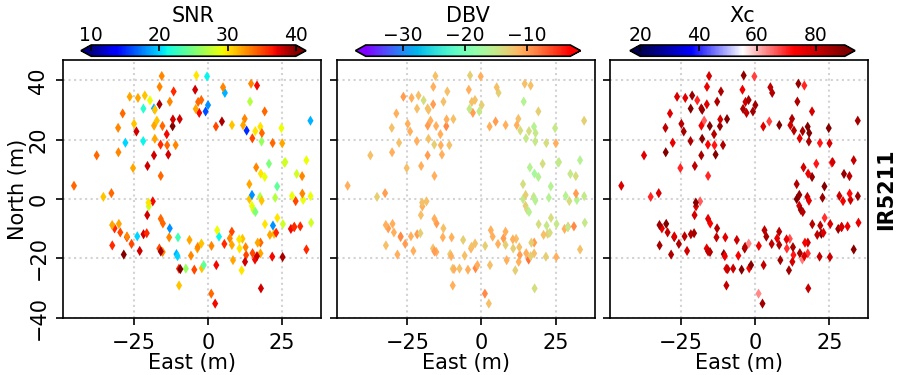 SNR DBV Xc
10 20 30 40 −30 −20 −10 20 40 60 80
40
20
0
−20
−40
North (m)
−25 0 25 −25 0 25 −25 0 25
East (m) East (m) East (m)
IR5211